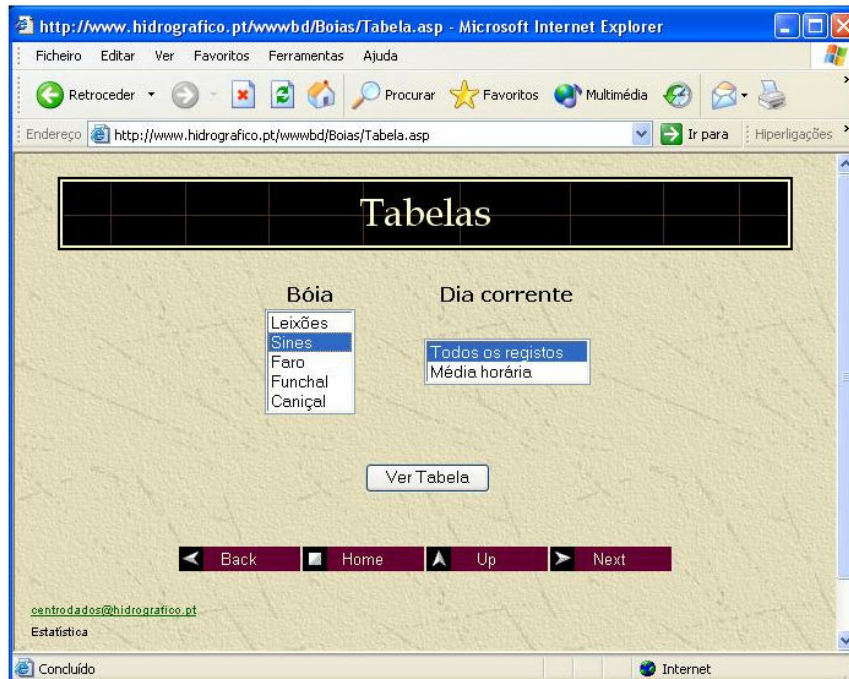 http://www.hidrografico.pt/wwwbd/Boias/Tabela.asp - Microsoft Internet Explorer
Ficheiro Editar Ver Favoritos Ferramentas Ajuda
Retroceder Procurar Favoritos Multimédia
Endereço http://www.hidrografico.pt/wwwbd/Boias/Tabela.asp Ir para Hiperligações
Tabelas
Bóia Dia corrente
Leixões
Sines
Faro
Funchal
Caniçal
Todos os registos
Média horária
Ver Tabela
Back Home Up Next
centrodados@hidrografico.pt
Estatística
Concluído Internet